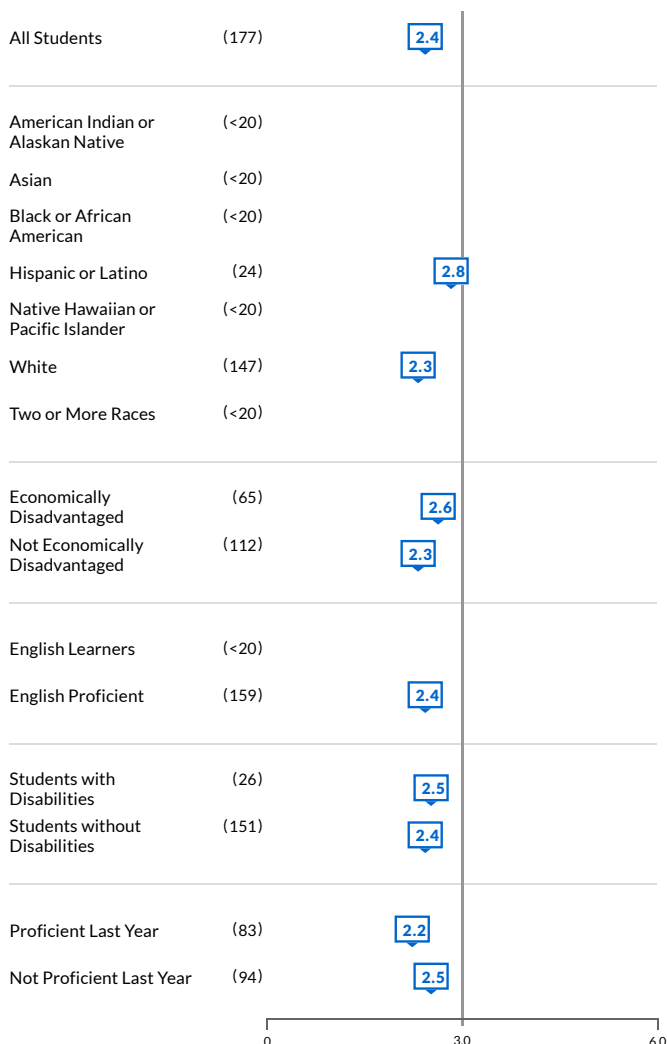 All Students (177) 2.4
American Indian or (<20)
Alaskan Native
Asian (<20)
Black or African (<20)
American
Hispanic or Latino (24) 2.8
Native Hawaiian or (<20)
Pacific Islander
White (147) 2.3
Two or More Races (<20)
Economically (65) 2.6
Disadvantaged
Not Economically (112) 2.3
Disadvantaged
English Learners (<20)
English Proficient (159) 2.4
Students with (26) 2.5
Disabilities
Students without (151) 2.4
Disabilities
Proficient Last Year (83) 2.2
Not Proficient Last Year (94) 2.5
0 3.0 6.0